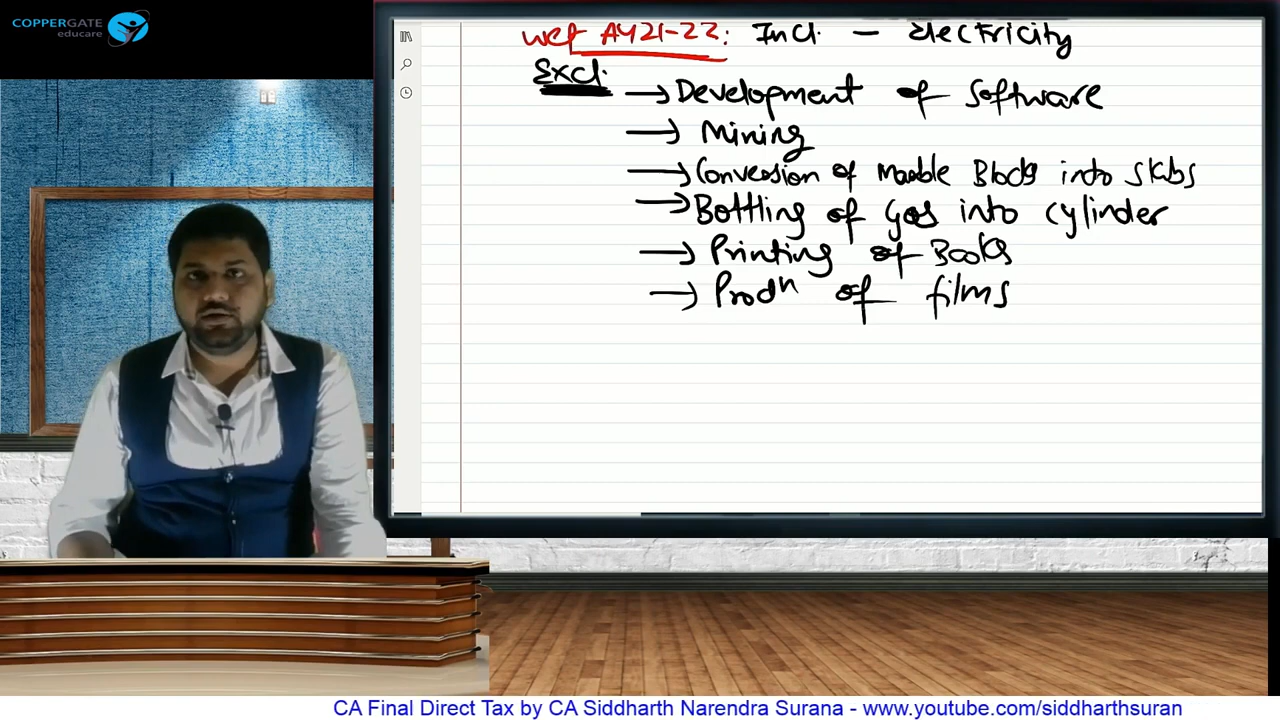 COPPERGATE
educare
wef AY21-22: Incl. — Electricity
Excl.
→ Development of Software
→ Mining
→ Conversion of Marble Blocks into Slabs
→ Bottling of Gas into cylinder
→ Printing of Books
→ Prodn of films
CA Final Direct Tax by CA Siddharth Narendra Surana - www.youtube.com/siddharthsuran